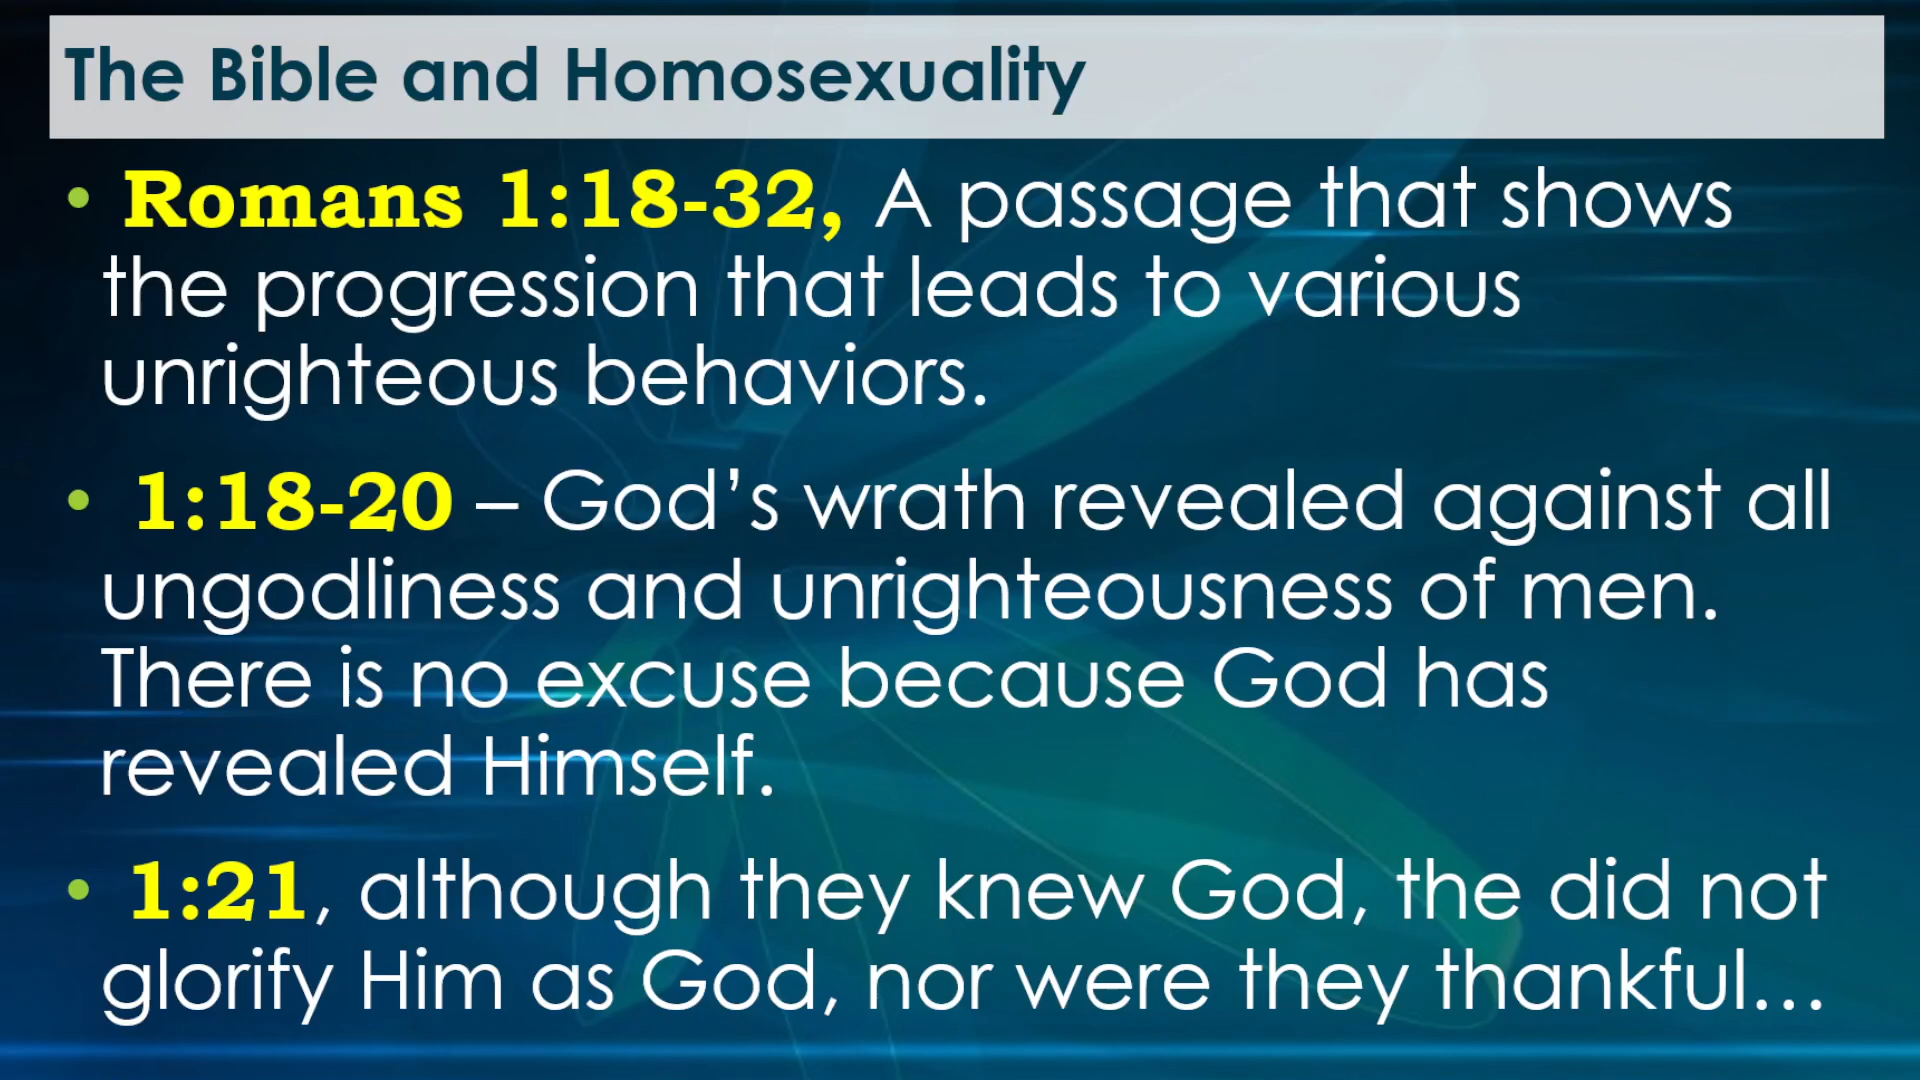 The Bible and Homosexuality
• Romans 1:18-32, A passage that shows
the progression that leads to various
unrighteous behaviors.
• 1:18-20 – God’s wrath revealed against all
ungodliness and unrighteousness of men.
There is no excuse because God has
revealed Himself.
• 1:21, although they knew God, the did not
glorify Him as God, nor were they thankful…